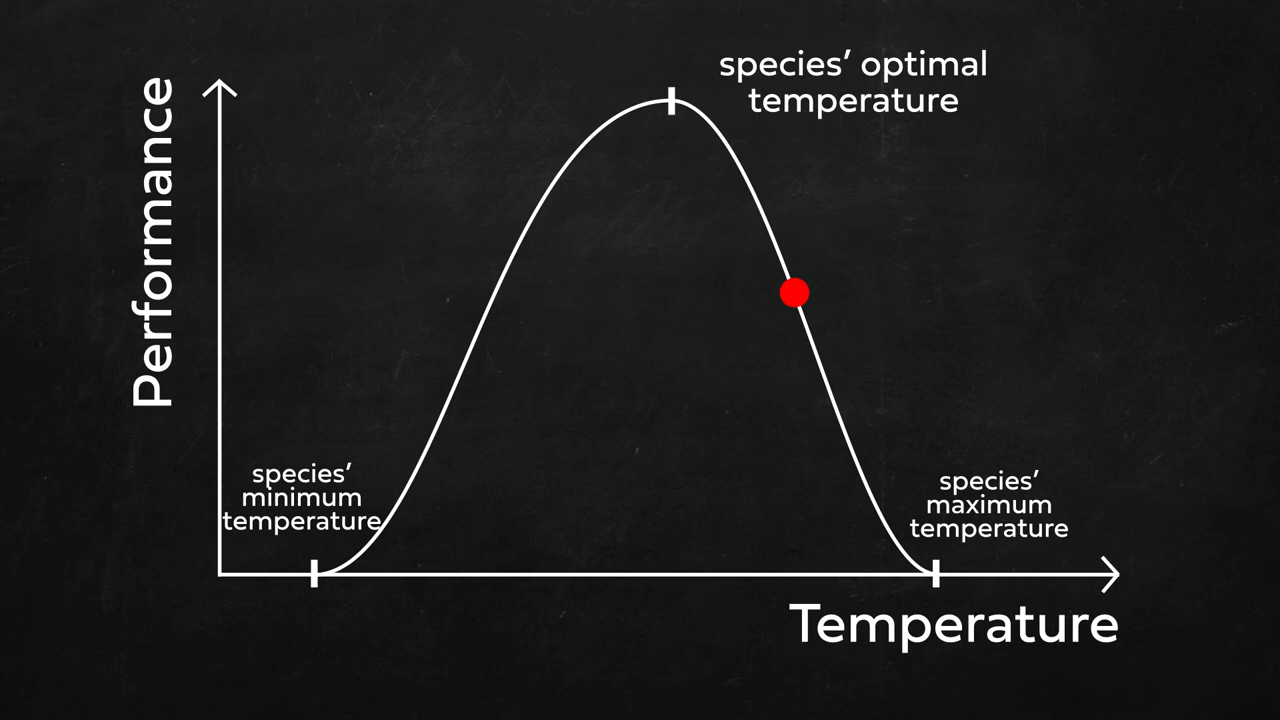 species’ optimal
temperature
Performance
species’
minimum
temperature
species’
maximum
temperature
Temperature